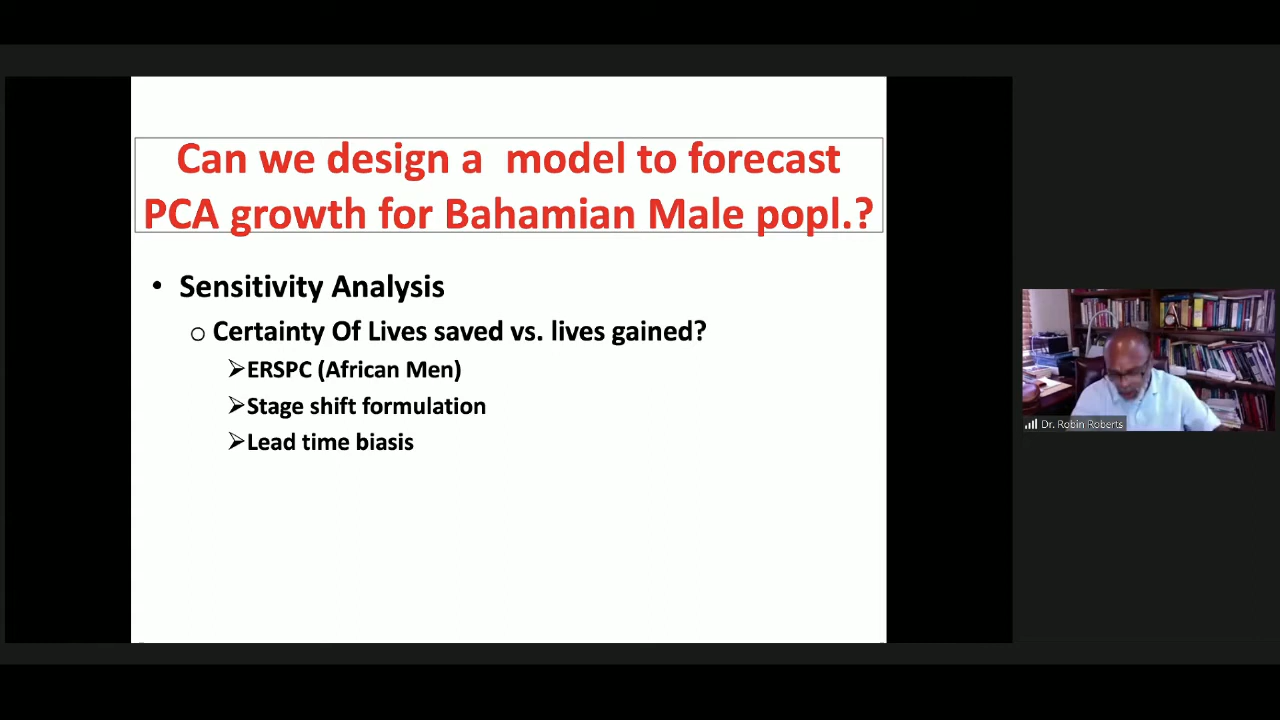 Can we design a  model to forecast
PCA growth for Bahamian Male popl.?
• Sensitivity Analysis
o Certainty Of Lives saved vs. lives gained?
➢ERSPC (African Men)
➢Stage shift formulation
➢Lead time biasis
Dr. Robin Roberts